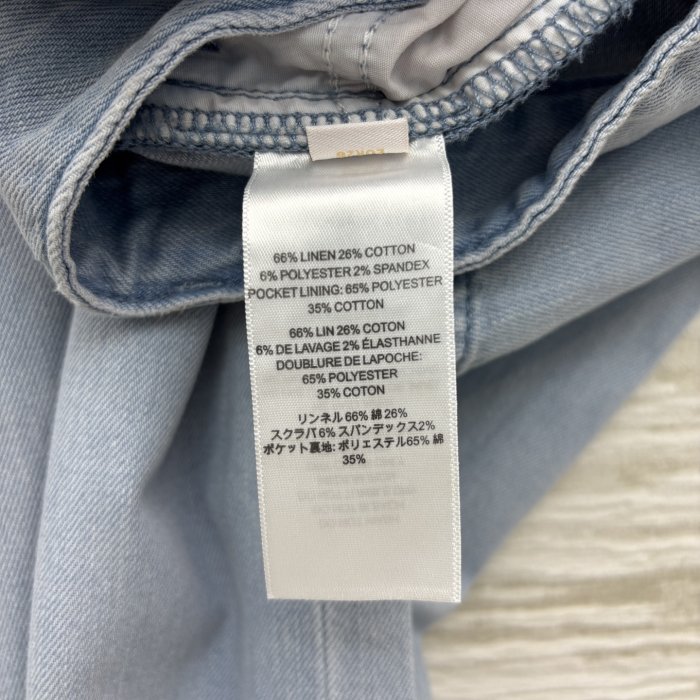 66% LINEN 26% COTTON
6% POLYESTER 2% SPANDEX
POCKET LINING: 65% POLYESTER
35% COTTON
66% LIN 26% COTON
6% DE LAVAGE 2% ÉLASTHANNE
DOUBLURE DE LAPOCHE:
65% POLYESTER
35% COTON
リンネル66% 綿26%
スクラバ6% スパンデックス2%
ポケット裏地: ポリエステル65% 綿
35%